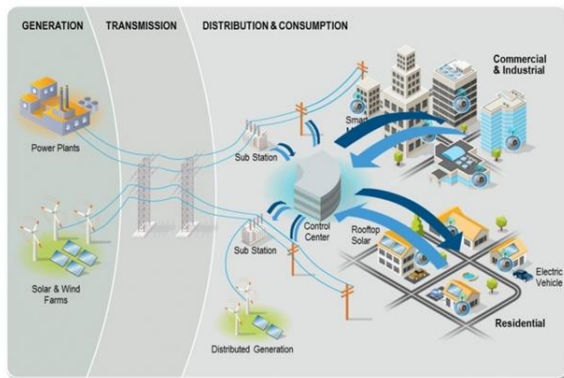 GENERATION
TRANSMISSION
DISTRIBUTION & CONSUMPTION
Commercial
& Industrial
Power Plants
Smart
Sub Station
Control
Center
Rooftop
Solar
Sub Station
Solar & Wind
Farms
Electric
Vehicle
Residential
Distributed Generation